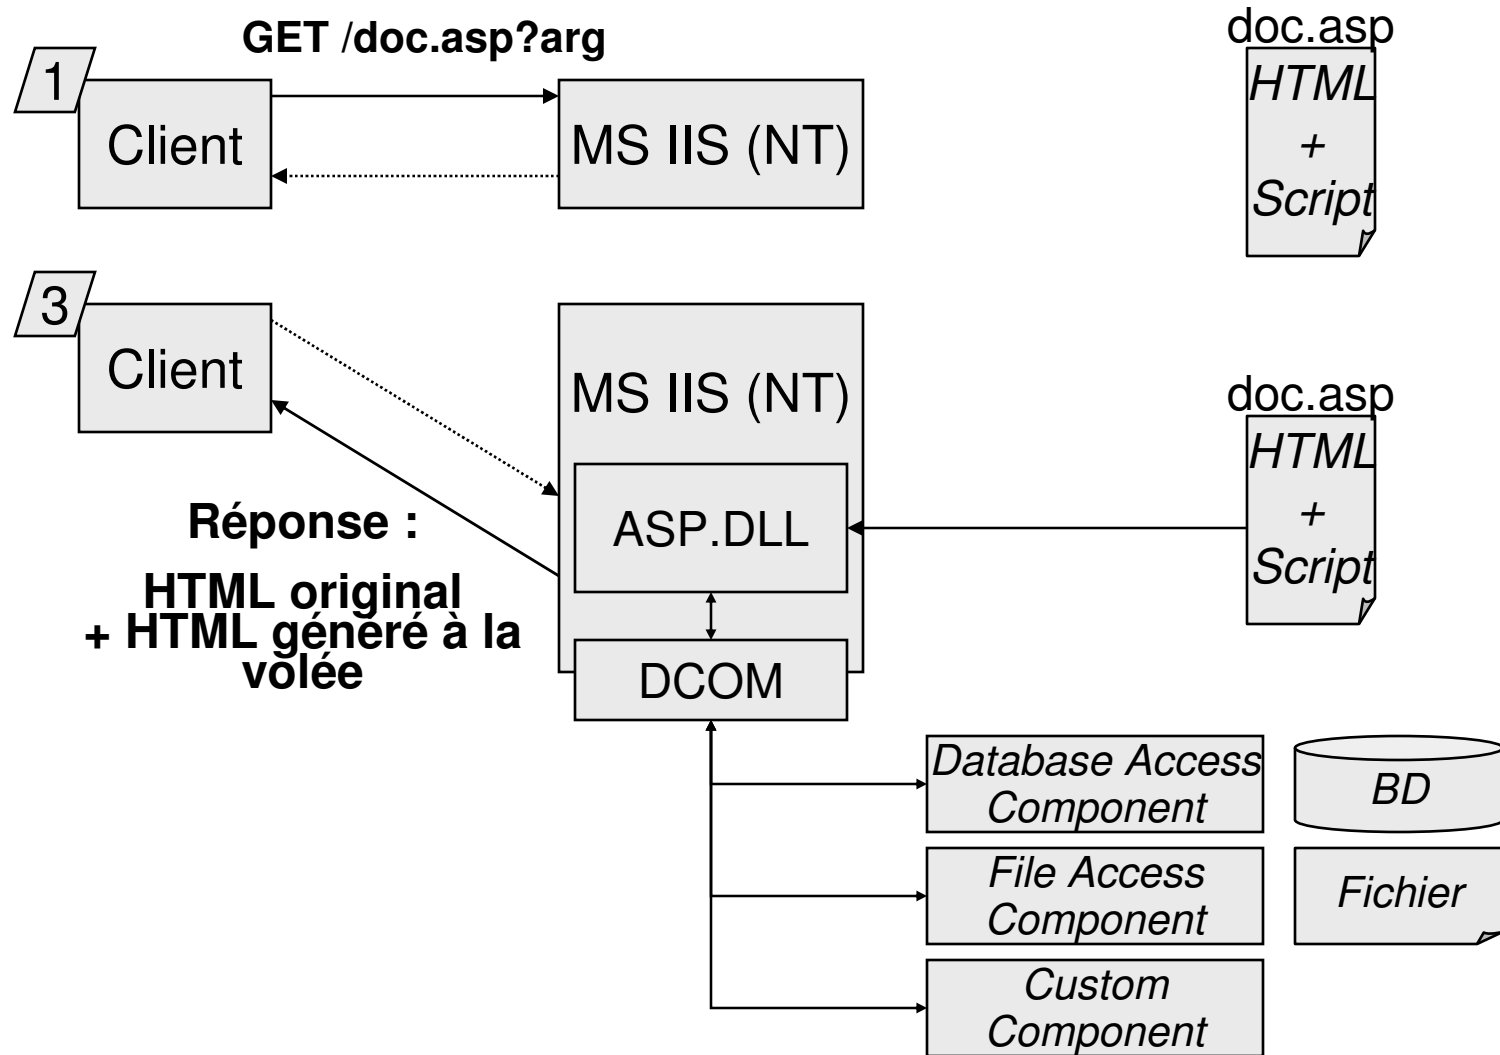 GET /doc.asp?arg
doc.asp
1
Client
MS IIS (NT)
HTML
+
Script
3
Client
MS IIS (NT)
doc.asp
HTML
+
Script
ASP.DLL
Réponse :
HTML original
+ HTML généré à la
volée
DCOM
Database Access
Component
BD
File Access
Component
Fichier
Custom
Component